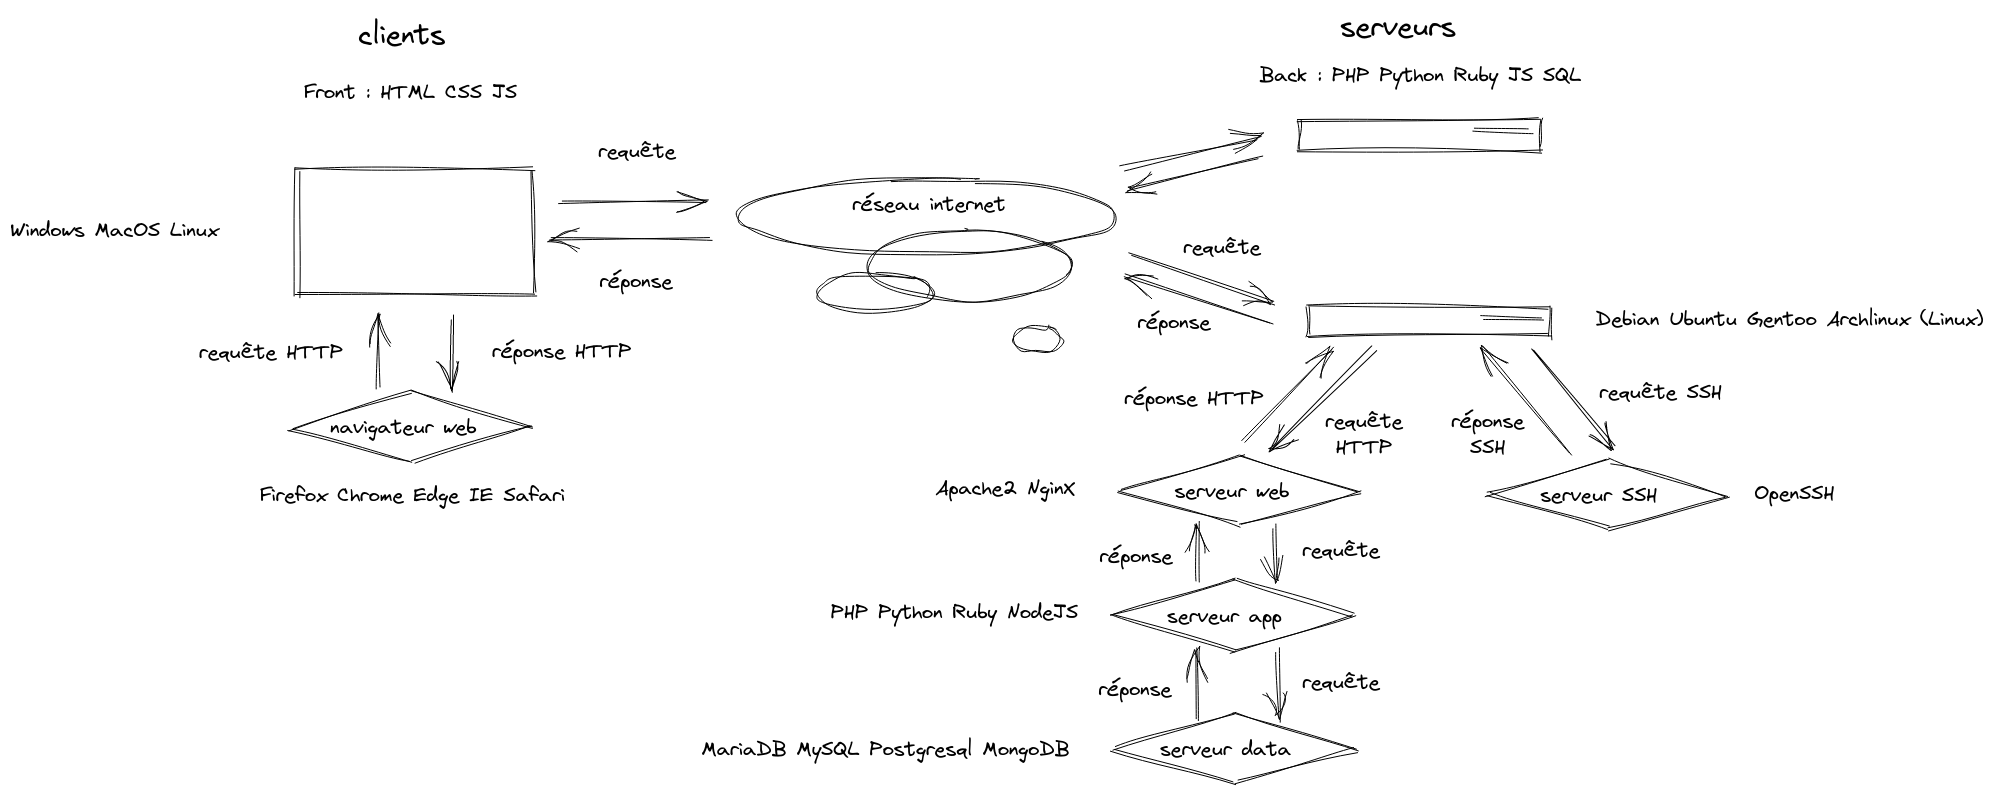 clients
serveurs
Front : HTML CSS JS
Back : PHP Python Ruby JS SQL
requête
réseau internet
Windows MacOS Linux
réponse
requête
réponse
Debian Ubuntu Gentoo Archlinux (Linux)
requête HTTP
réponse HTTP
navigateur web
Firefox Chrome Edge IE Safari
réponse HTTP
requête
HTTP
réponse
SSH
requête SSH
Apache2 NginX
serveur web
serveur SSH
OpenSSH
réponse
requête
PHP Python Ruby NodeJS
serveur app
réponse
requête
MariaDB MySQL Postgresql MongoDB
serveur data